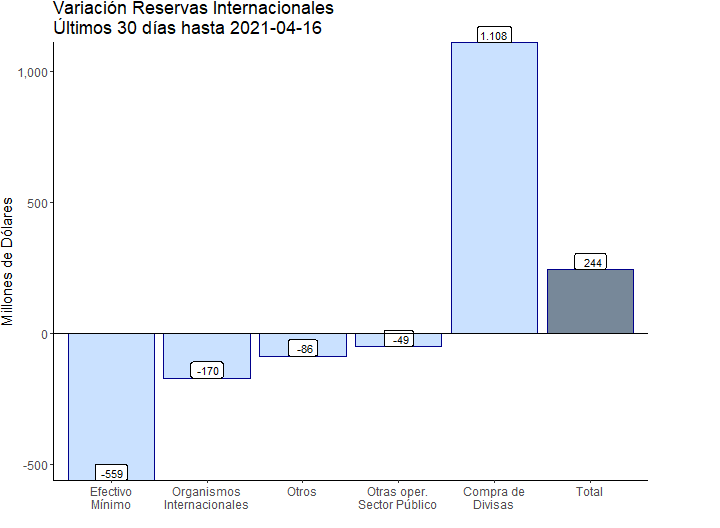 Variación Reservas Internacionales
Últimos 30 días hasta 2021-04-16
Millones de Dólares
1,000
500
0
-500
-559
-170
-86
-49
1.108
244
Efectivo
Mínimo
Organismos
Internacionales
Otros
Otras oper.
Sector Público
Compra de
Divisas
Total